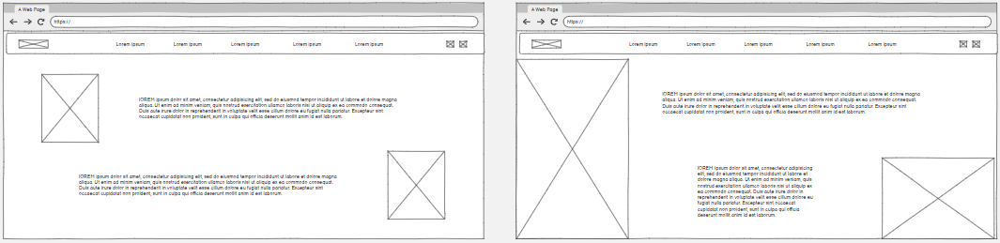 A Web Page
https://
Lorem ipsum Lorem ipsum Lorem ipsum Lorem ipsum Lorem ipsum
lOREM ipsum dolor sit amet, consectetur adipisicing elit, sed do eiusmod tempor incididunt ut labore et dolore magna
aliqua. Ut enim ad minim veniam, quis nostrud exercitation ullamco laboris nisi ut aliquip ex ea commodo consequat.
Duis aute irure dolor in reprehenderit in voluptate velit esse cillum dolore eu fugiat nulla pariatur. Excepteur sint
occaecat cupidatat non proident, sunt in culpa qui officia deserunt mollit anim id est laborum.
lOREM ipsum dolor sit amet, consectetur adipisicing elit, sed do eiusmod tempor incididunt ut labore et dolore magna
aliqua. Ut enim ad minim veniam, quis nostrud exercitation ullamco laboris nisi ut aliquip ex ea commodo consequat.
Duis aute irure dolor in reprehenderit in voluptate velit esse cillum dolore eu fugiat nulla pariatur. Excepteur sint
occaecat cupidatat non proident, sunt in culpa qui officia deserunt mollit anim id est laborum.
A Web Page
https://
Lorem ipsum Lorem ipsum Lorem ipsum Lorem ipsum Lorem ipsum
lOREM ipsum dolor sit amet, consectetur adipisicing elit, sed do eiusmod tempor incididunt ut labore et dolore magna
aliqua. Ut enim ad minim veniam, quis nostrud exercitation ullamco laboris nisi ut aliquip ex ea commodo consequat.
Duis aute irure dolor in reprehenderit in voluptate velit esse cillum dolore eu fugiat nulla pariatur. Excepteur sint
occaecat cupidatat non proident, sunt in culpa qui officia deserunt mollit anim id est laborum.
lOREM ipsum dolor sit amet, consectetur adipisicing
elit, sed do eiusmod tempor incididunt ut labore et
dolore magna aliqua. Ut enim ad minim veniam, quis
nostrud exercitation ullamco laboris nisi ut aliquip ex
ea commodo consequat. Duis aute irure dolor in
reprehenderit in voluptate velit esse cillum dolore eu
fugiat nulla pariatur. Excepteur sint occaecat
cupidatat non proident, sunt in culpa qui officia
deserunt mollit anim id est laborum.